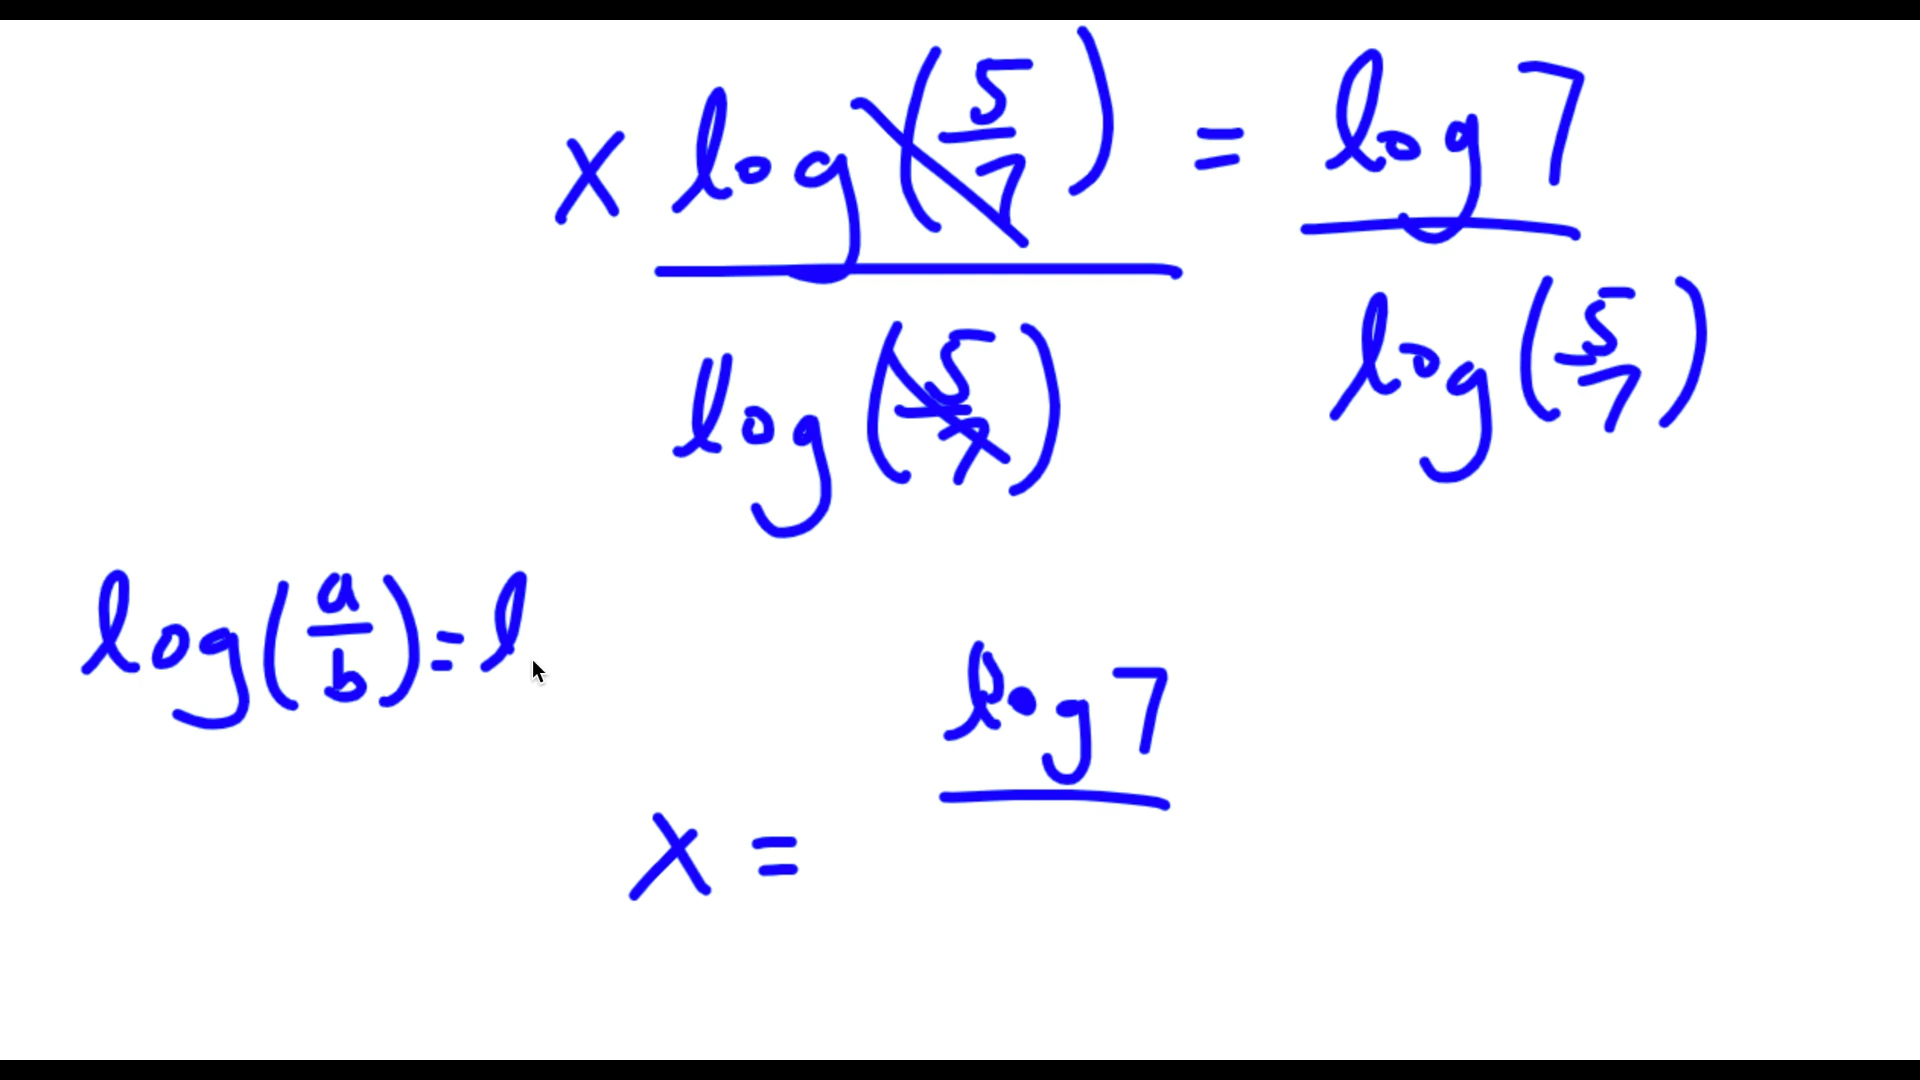 x log(5/7) = log 7
log(5/7) log(5/7)
log(a/b) = l
log 7
x =